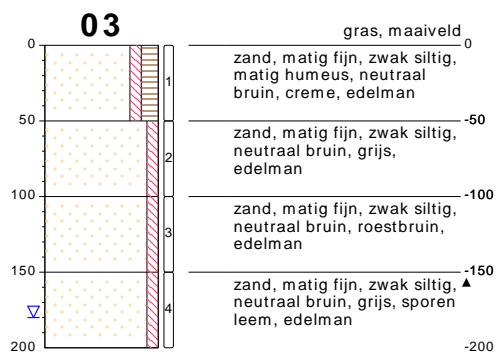 03
gras, maaiveld
0
0
zand, matig fijn, zwak siltig,
matig humeus, neutraal
bruin, creme, edelman
1
50
-50
zand, matig fijn, zwak siltig,
neutraal bruin, grijs,
edelman
2
100
-100
zand, matig fijn, zwak siltig,
neutraal bruin, roestbruin,
edelman
3
150
-150
zand, matig fijn, zwak siltig,
neutraal bruin, grijs, sporen
leem, edelman
4
200
-200